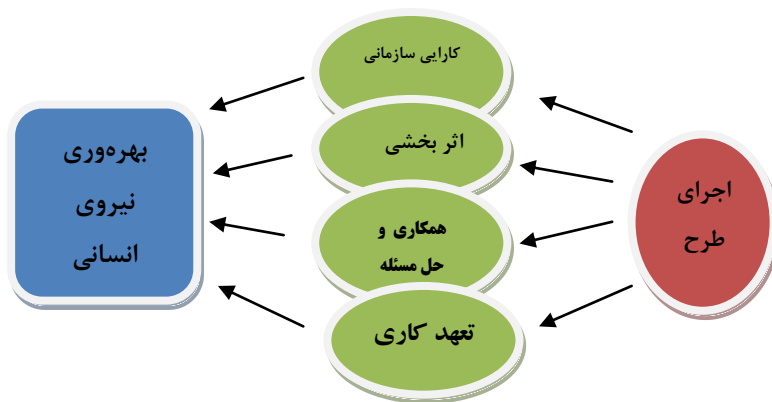 اجرای
طرح
کارایی سازمانی
اثر بخشی
همکاری و
حل مسئله
تعهد کاری
بهره‌وری
نیروی
انسانی